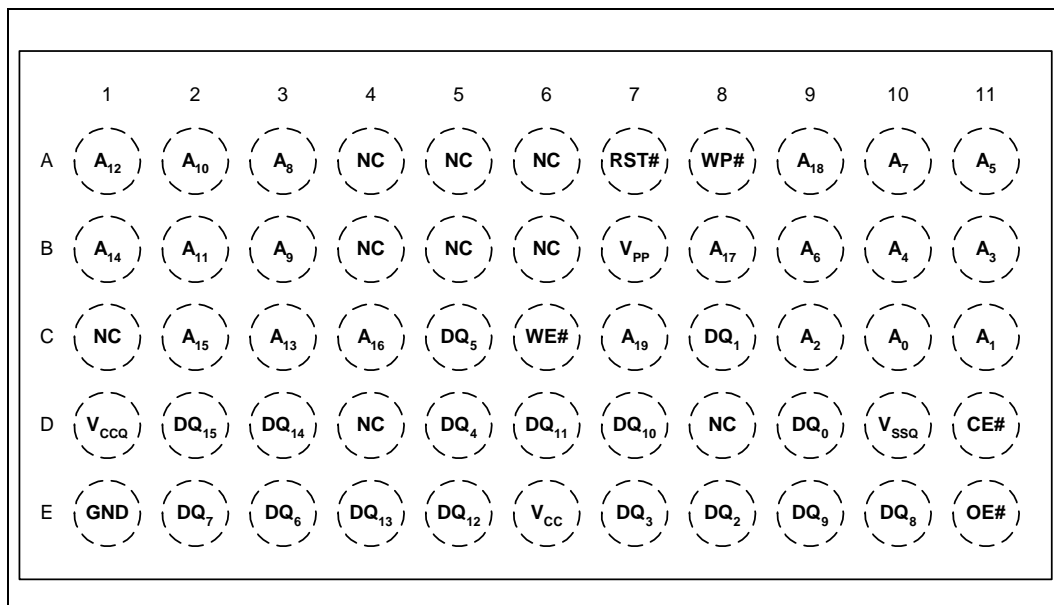 1 2 3 4 5 6 7 8 9 10 11
A A12 A10 A8 NC NC NC RST# WP# A18 A7 A5
B A14 A11 A9 NC NC NC VPP A17 A6 A4 A3
C NC A15 A13 A16 DQ5 WE# A19 DQ1 A2 A0 A1
D VCCQ DQ15 DQ14 NC DQ4 DQ11 DQ10 NC DQ0 VSSQ CE#
E GND DQ7 DQ6 DQ13 DQ12 VCC DQ3 DQ2 DQ9 DQ8 OE#